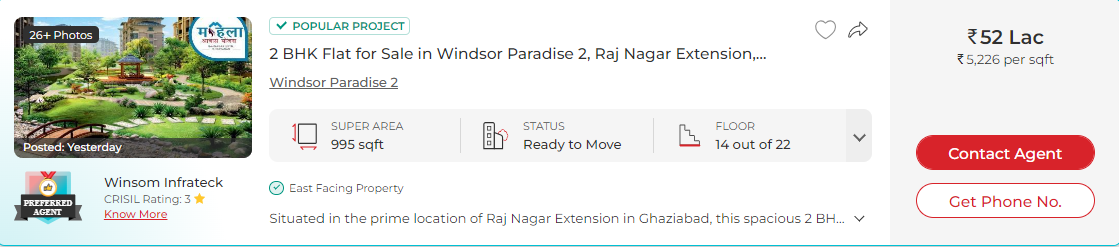 26+ Photos
महिला
Posted: Yesterday
PREFERRED
AGENT
Winsom Infrateck
CRISIL Rating: 3
Know More
POPULAR PROJECT
2 BHK Flat for Sale in Windsor Paradise 2, Raj Nagar Extension,...
Windsor Paradise 2
SUPER AREA
995 sqft
STATUS
Ready to Move
FLOOR
14 out of 22
East Facing Property
Situated in the prime location of Raj Nagar Extension in Ghaziabad, this spacious 2 BH...
₹52 Lac
₹5,226 per sqft
Contact Agent
Get Phone No.